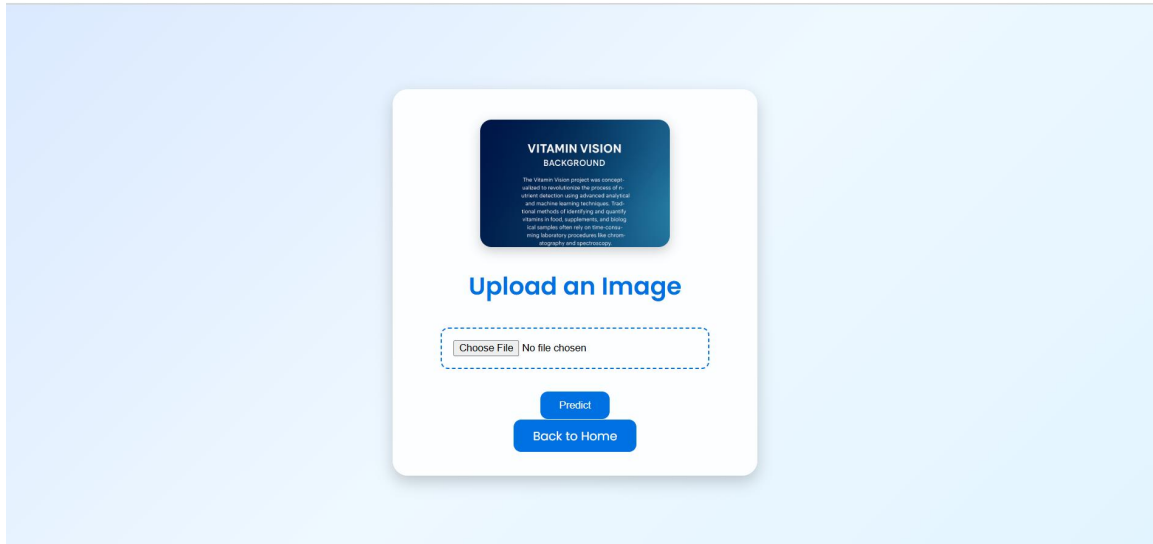 VITAMIN VISION
BACKGROUND
The Vitamin Vision project was concept-
ualized to revolutionize the process of n-
utrient detection using advanced analytical
and machine learning techniques. Trad-
itional methods of identifying and quantify
vitamins in food, supplements, and biolog
ical samples often rely on time-consu-
ming laboratory procedures like chrom-
atography and spectroscopy.
Upload an Image
Choose File No file chosen
Predict
Back to Home